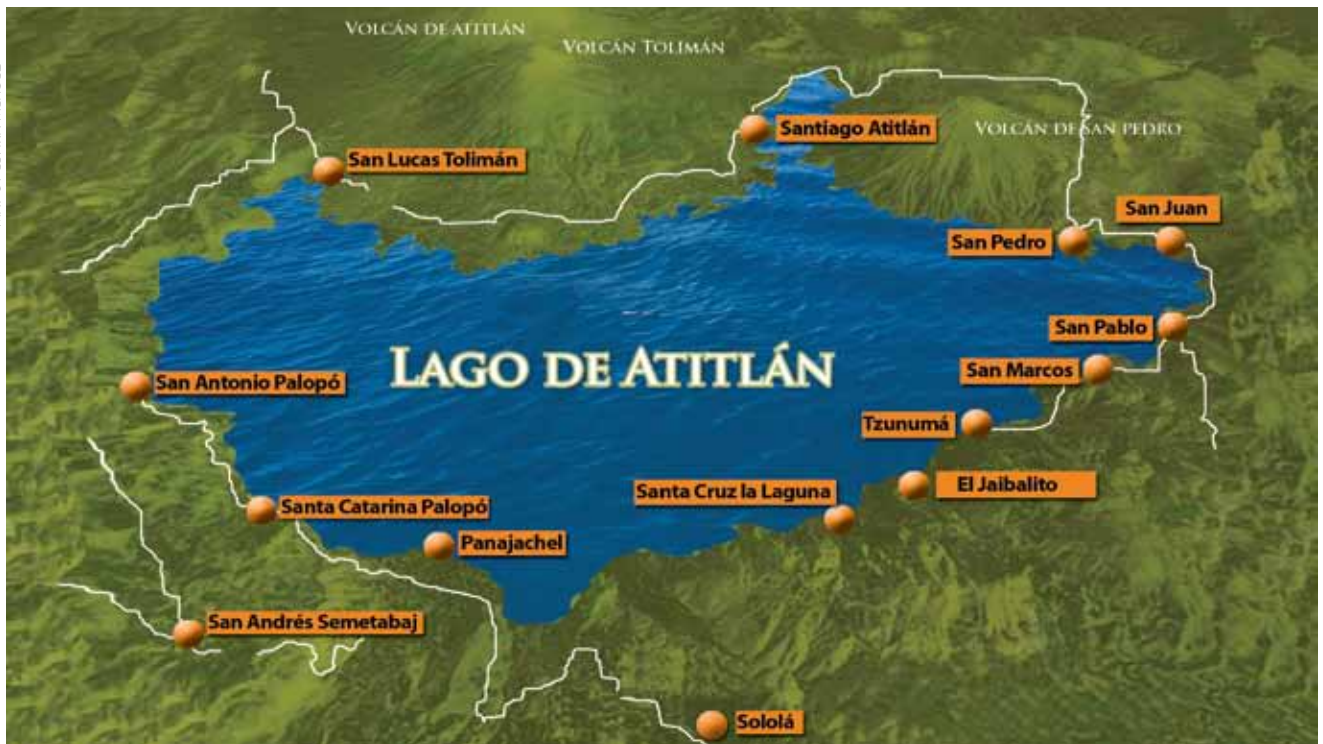 VOLCÁN DE ATITLÁN
VOLCÁN TOLIMÁN
Santiago Atitlán
VOLCÁN DE SAN PEDRO
San Lucas Tolimán
San Juan
San Pedro
San Pablo
LAGO DE ATITLÁN
San Marcos
San Antonio Palopó
Tzunumá
El Jaibalito
Santa Cruz la Laguna
Santa Catarina Palopó
Panajachel
San Andrés Semetabaj
Sololá